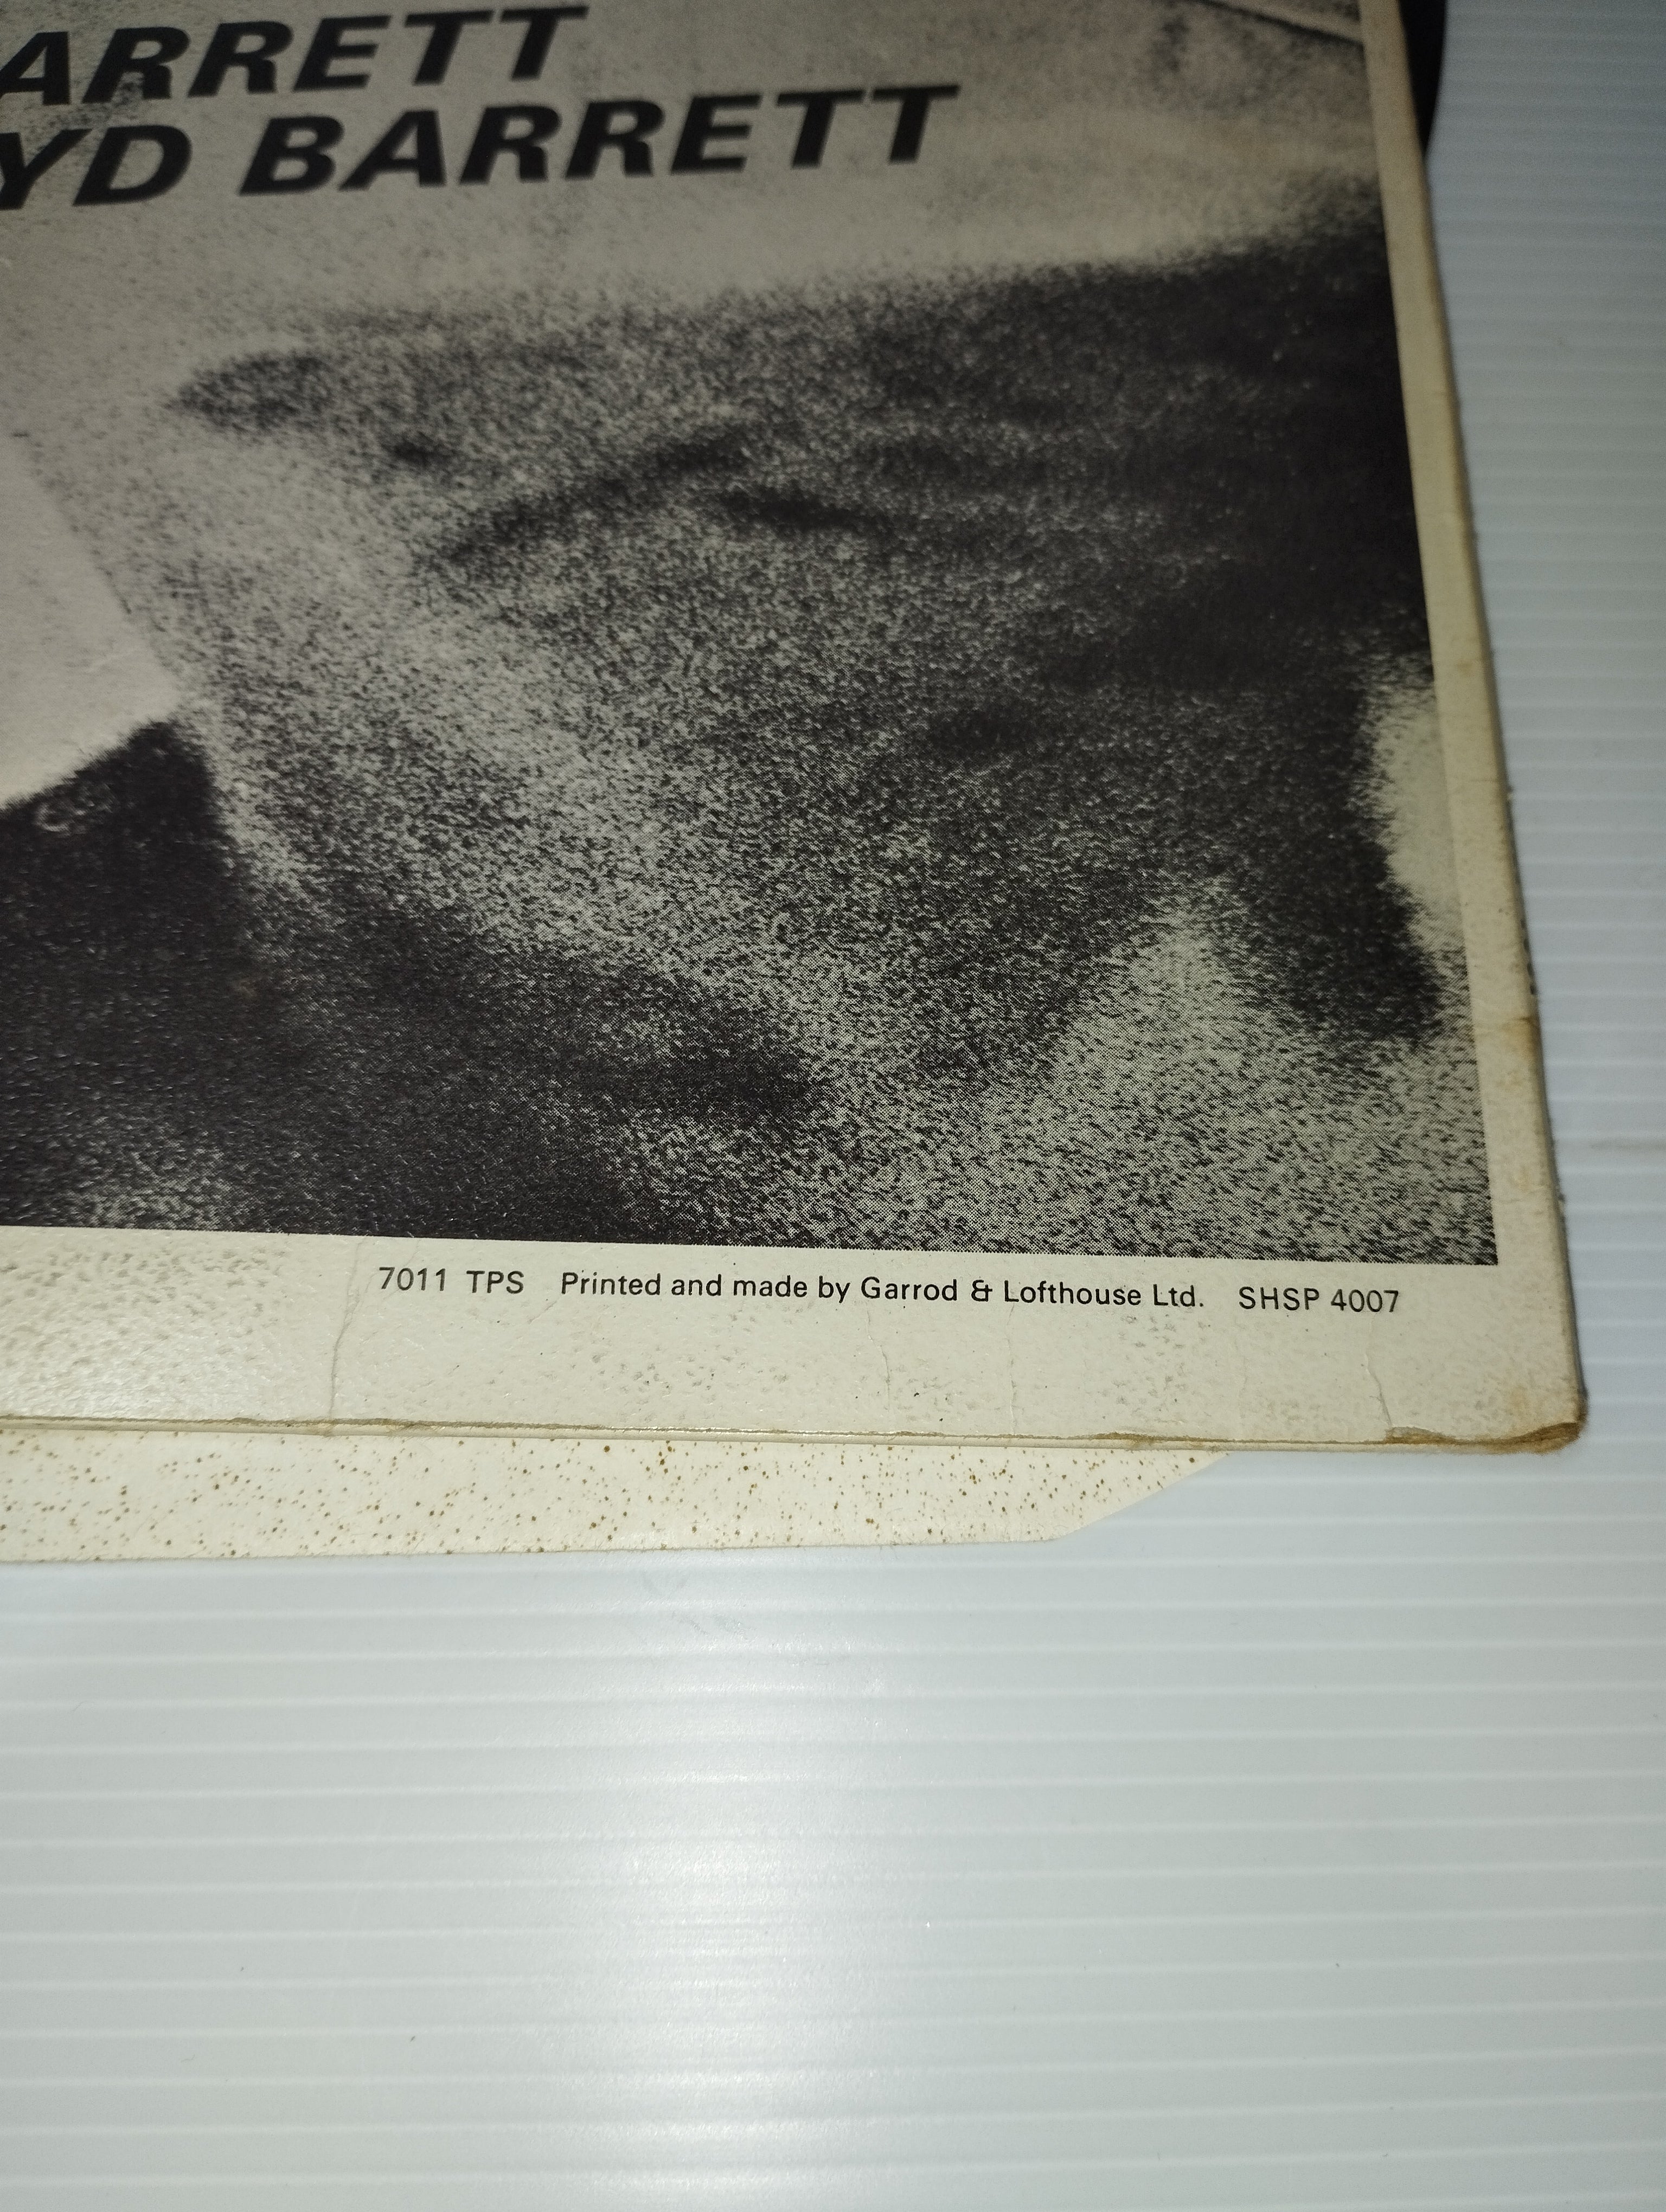 ARRETT
YD BARRETT
7011 TPS Printed and made by Garrod & Lofthouse Ltd. SHSP 4007